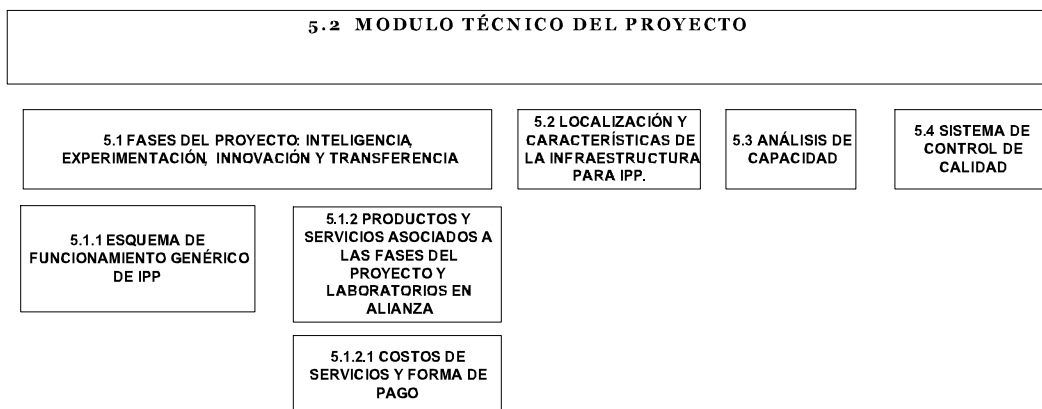 5.2 MODULO TÉCNICO DEL PROYECTO
5.1 FASES DEL PROYECTO: INTELIGENCIA,
EXPERIMENTACIÓN, INNOVACIÓN Y TRANSFERENCIA
5.2 LOCALIZACIÓN Y
CARACTERÍSTICAS DE
LA INFRAESTRUCTURA
PARA IPP.
5.3 ANÁLISIS DE
CAPACIDAD
5.4 SISTEMA DE
CONTROL DE
CALIDAD
5.1.1 ESQUEMA DE
FUNCIONAMIENTO GENÉRICO
DE IPP
5.1.2 PRODUCTOS Y
SERVICIOS ASOCIADOS A
LAS FASES DEL
PROYECTO Y
LABORATORIOS EN
ALIANZA
5.1.2.1 COSTOS DE
SERVICIOS Y FORMA DE
PAGO